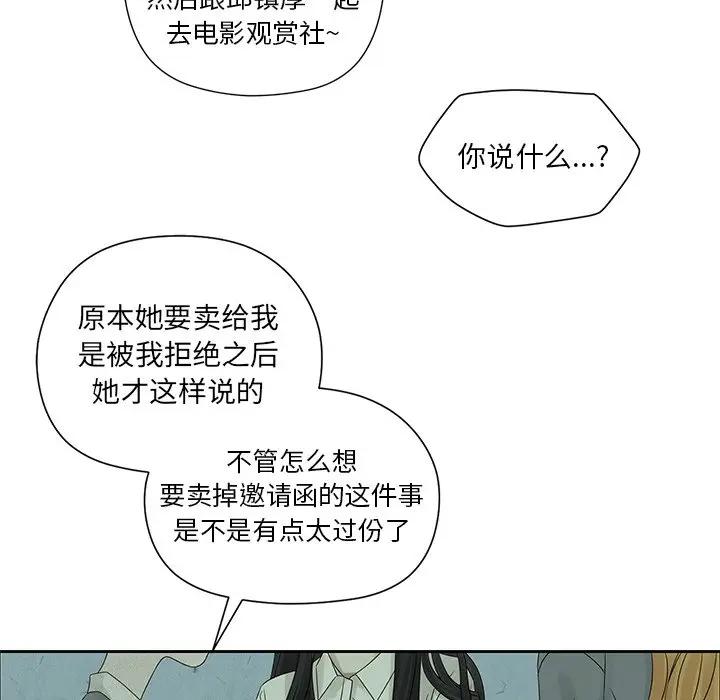 去电影观赏社~
你说什么...?
原本她要卖给我
是被我拒绝之后
她才这样说的
不管怎么想
要卖掉邀请函的这件事
是不是有点太过份了